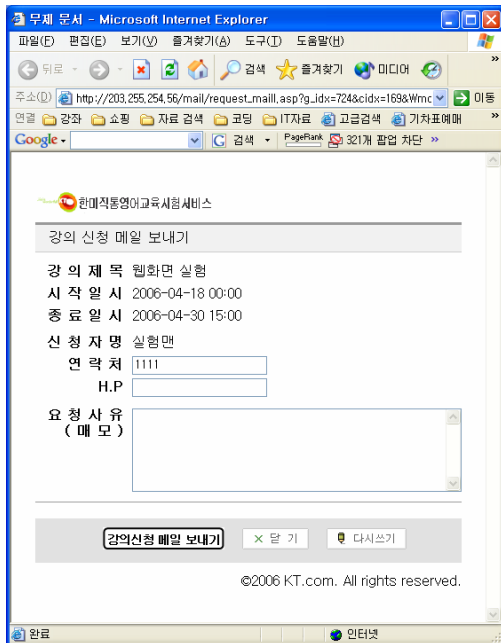 무제 문서 - Microsoft Internet Explorer
파일(F) 편집(E) 보기(V) 즐겨찾기(A) 도구(T) 도움말(H)
뒤로 검색 즐겨찾기 미디어
주소(D) http://203,255,254,56/mail/request_maill,asp?g_idx=724&cidx=169&Wmc 이동
연결 강좌 쇼핑 자료 검색 코딩 IT자료 고급검색 기차표예매
Google 검색 PageRank 321개 팝업 차단
한미직통영어교육시험서비스
강의 신청 메일 보내기
강 의 제 목 웹화면 실험
시 작 일 시 2006-04-18 00:00
종 료 일 시 2006-04-30 15:00
신 청 자 명 실험맨
연 락 처 1111
H.P
요 청 사 유
( 매 모 )
강의신청 메일 보내기 × 닫 기 다시쓰기
©2006 KT.com. All rights reserved.
완료 인터넷